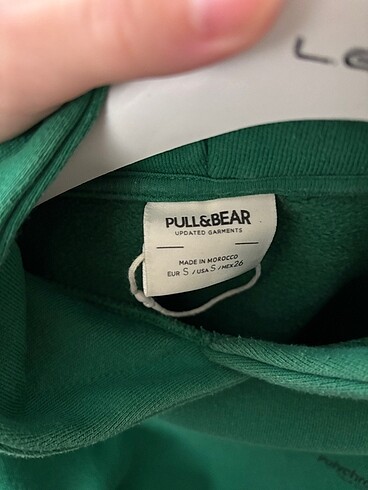 PULL&BEAR
UPDATED GARMENTS
MADE IN MOROCCO
EUR S / USA S / MEX 26